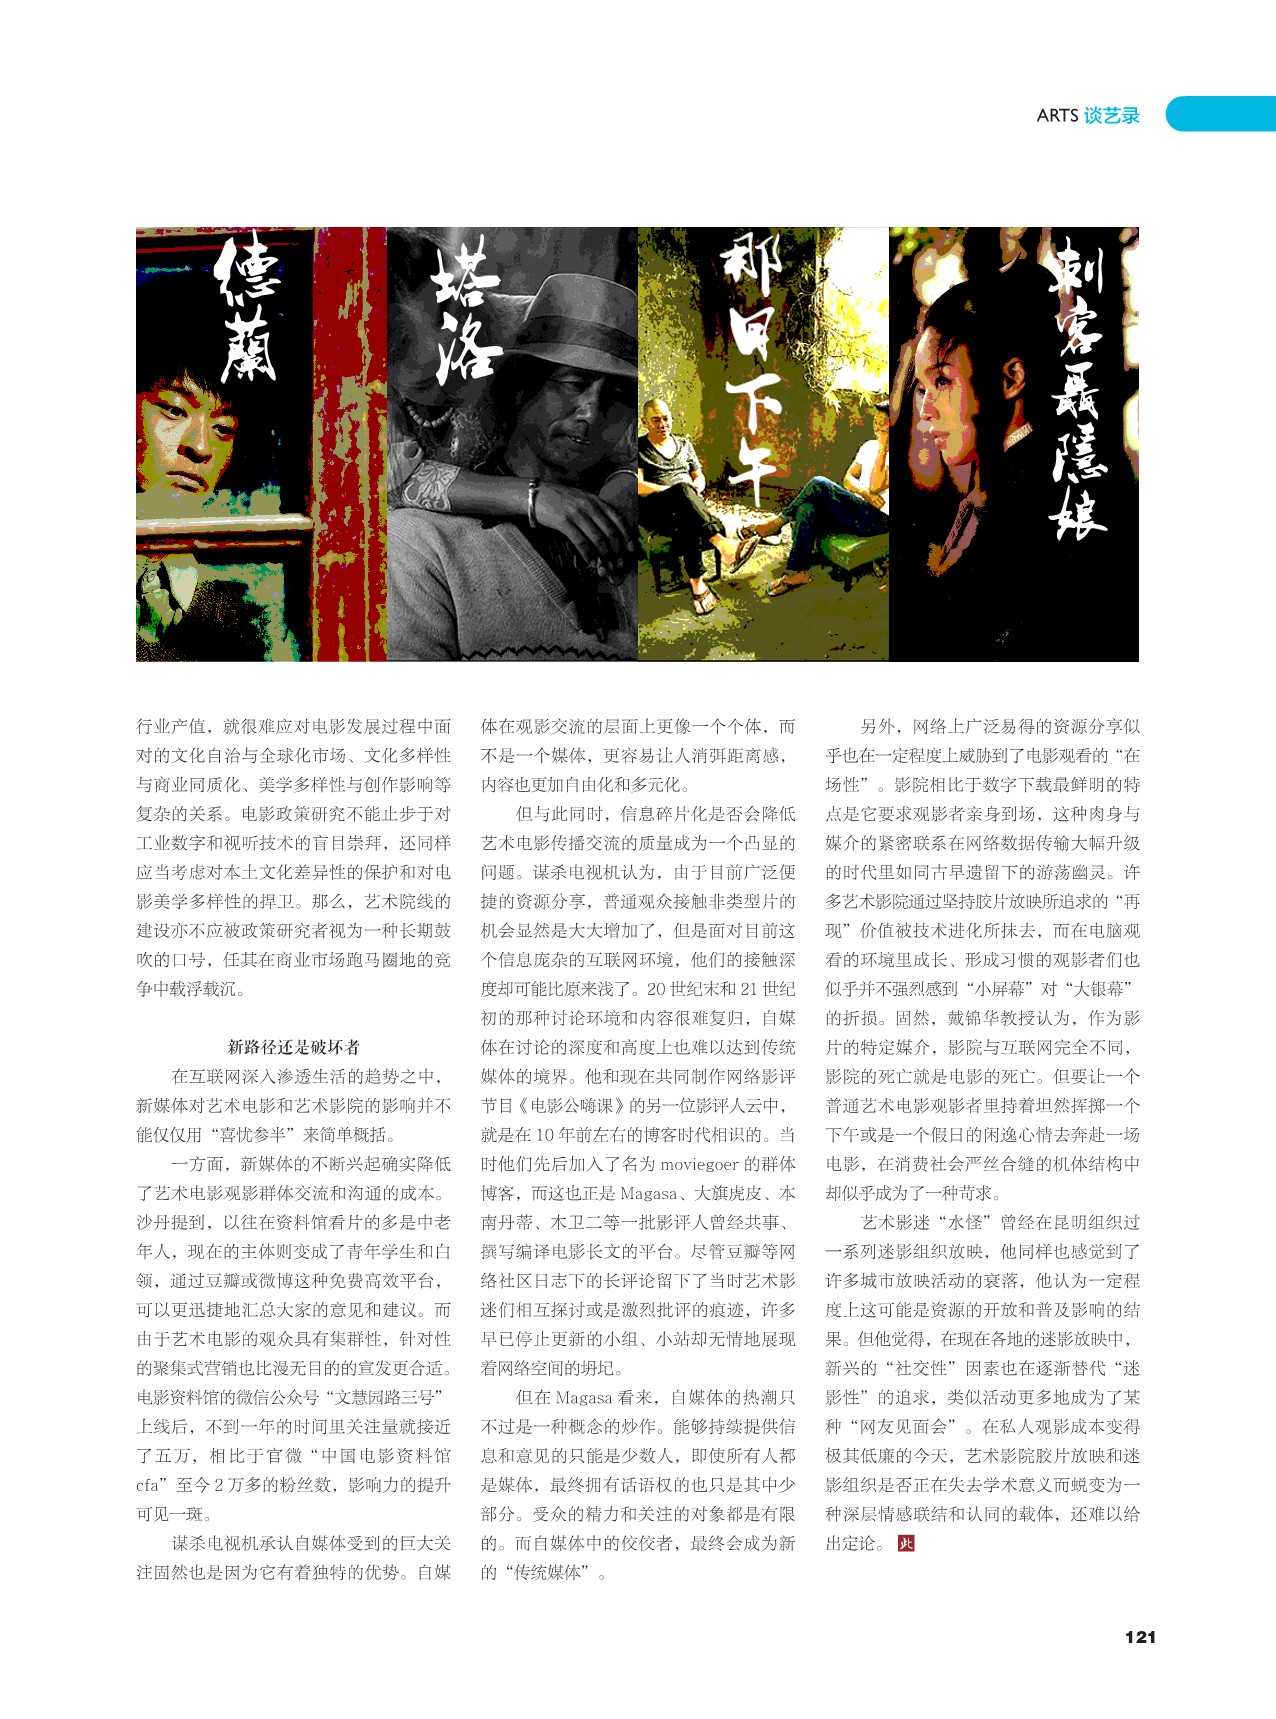 ARTS 谈艺录
德蘭
塔洛
那日下午
刺客聂隱娘
行业产值，就很难应对电影发展过程中面
对的文化自治与全球化市场、文化多样性
与商业同质化、美学多样性与创作影响等
复杂的关系。电影政策研究不能止步于对
工业数字和视听技术的盲目崇拜，还同样
应当考虑对本土文化差异性的保护和对电
影美学多样性的捍卫。那么，艺术院线的
建设亦不应被政策研究者视为一种长期鼓
吹的口号，任其在商业市场跑马圈地的竞
争中载浮载沉。
新路径还是破坏者
在互联网深入渗透生活的趋势之中，
新媒体对艺术电影和艺术影院的影响并不
能仅仅用“喜忧参半”来简单概括。
一方面，新媒体的不断兴起确实降低
了艺术电影观影群体交流和沟通的成本。
沙丹提到，以往在资料馆看片的多是中老
年人，现在的主体则变成了青年学生和白
领，通过豆瓣或微博这种免费高效平台，
可以更迅捷地汇总大家的意见和建议。而
由于艺术电影的观众具有集群性，针对性
的聚集式营销也比漫无目的的宣发更合适。
电影资料馆的微信公众号“文慧园路三号”
上线后，不到一年的时间里关注量就接近
了五万，相比于官微“中国电影资料馆
cfa”至今 2 万多的粉丝数，影响力的提升
可见一斑。
谋杀电视机承认自媒体受到的巨大关
注固然也是因为它有着独特的优势。自媒
体在观影交流的层面上更像一个个体，而
不是一个媒体，更容易让人消弭距离感，
内容也更加自由化和多元化。
但与此同时，信息碎片化是否会降低
艺术电影传播交流的质量成为一个凸显的
问题。谋杀电视机认为，由于目前广泛便
捷的资源分享，普通观众接触非类型片的
机会显然是大大增加了，但是面对目前这
个信息庞杂的互联网环境，他们的接触深
度却可能比原来浅了。20 世纪末和 21 世纪
初的那种讨论环境和内容很难复归，自媒
体在讨论的深度和高度上也难以达到传统
媒体的境界。他和现在共同制作网络影评
节目《电影公嗨课》的另一位影评人云中，
就是在 10 年前左右的博客时代相识的。当
时他们先后加入了名为 moviegoer 的群体
博客，而这也正是 Magasa、大旗虎皮、本
南丹蒂、木卫二等一批影评人曾经共事、
撰写编译电影长文的平台。尽管豆瓣等网
络社区日志下的长评论留下了当时艺术影
迷们相互探讨或是激烈批评的痕迹，许多
早已停止更新的小组、小站却无情地展现
着网络空间的坍圮。
但在 Magasa 看来，自媒体的热潮只
不过是一种概念的炒作。能够持续提供信
息和意见的只能是少数人，即使所有人都
是媒体，最终拥有话语权的也只是其中少
部分。受众的精力和关注的对象都是有限
的。而自媒体中的佼佼者，最终会成为新
的“传统媒体”。
另外，网络上广泛易得的资源分享似
乎也在一定程度上威胁到了电影观看的“在
场性”。影院相比于数字下载最鲜明的特
点是它要求观影者亲身到场，这种肉身与
媒介的紧密联系在网络数据传输大幅升级
的时代里如同古早遗留下的游荡幽灵。许
多艺术影院通过坚持胶片放映所追求的“再
现”价值被技术进化所抹去，而在电脑观
看的环境里成长、形成习惯的观影者们也
似乎并不强烈感到“小屏幕”对“大银幕”
的折损。固然，戴锦华教授认为，作为影
片的特定媒介，影院与互联网完全不同，
影院的死亡就是电影的死亡。但要让一个
普通艺术电影观影者里持着坦然挥掷一个
下午或是一个假日的闲逸心情去奔赴一场
电影，在消费社会严丝合缝的机体结构中
却似乎成为了一种苛求。
艺术影迷“水怪”曾经在昆明组织过
一系列迷影组织放映，他同样也感觉到了
许多城市放映活动的衰落，他认为一定程
度上这可能是资源的开放和普及影响的结
果。但他觉得，在现在各地的迷影放映中，
新兴的“社交性”因素也在逐渐替代“迷
影性”的追求，类似活动更多地成为了某
种“网友见面会”。在私人观影成本变得
极其低廉的今天，艺术影院胶片放映和迷
影组织是否正在失去学术意义而蜕变为一
种深层情感联结和认同的载体，还难以给
出定论。 此
121